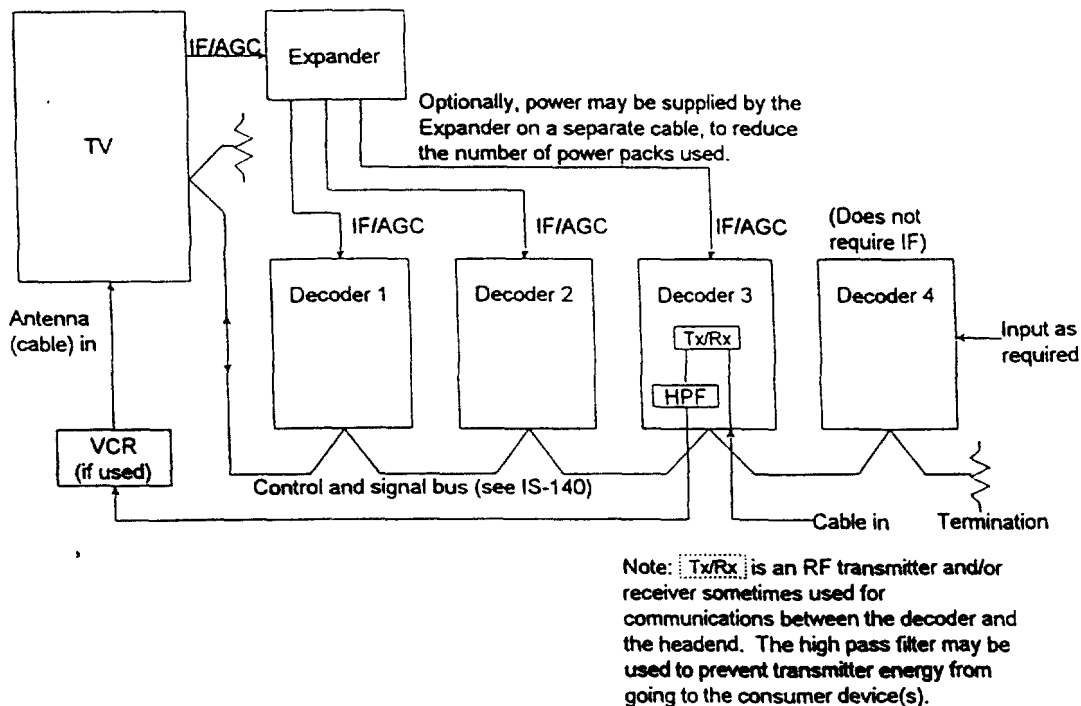 IF/AGC
Expander
TV
Optionally, power may be supplied by the
Expander on a separate cable, to reduce
the number of power packs used.
IF/AGC
IF/AGC
IF/AGC
(Does not
require IF)
Decoder 1
Decoder 2
Decoder 3
Decoder 4
Antenna
(cable) in
Tx/Rx
Input as
required
HPF
VCR
(if used)
Control and signal bus (see IS-140)
Cable in
Termination
Note: Tx/Rx is an RF transmitter and/or
receiver sometimes used for
communications between the decoder and
the headend. The high pass filter may be
used to prevent transmitter energy from
going to the consumer device(s).